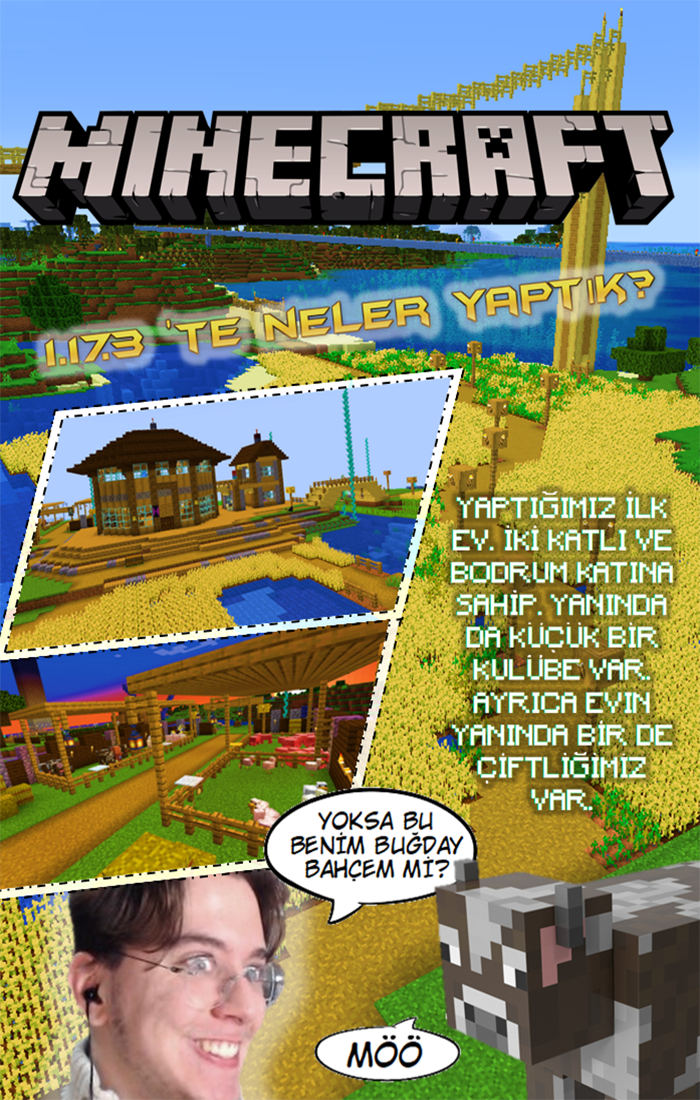 MINECRAFT
1.17.3 'TE NELER YAPTIK?
YAPTIĞIMIZ İLK
EV. İKİ KATLI VE
BODRUM KATINA
SAHİP. YANINDA
DA KÜÇÜK BİR
KULÜBE VAR.
AYRICA EVIN
YANINDA BİR DE
ÇİFTLİĞİMİZ
VAR.
YOKSA BU
BENİM BUĞDAY
BAHÇEM Mİ?
MÖÖ